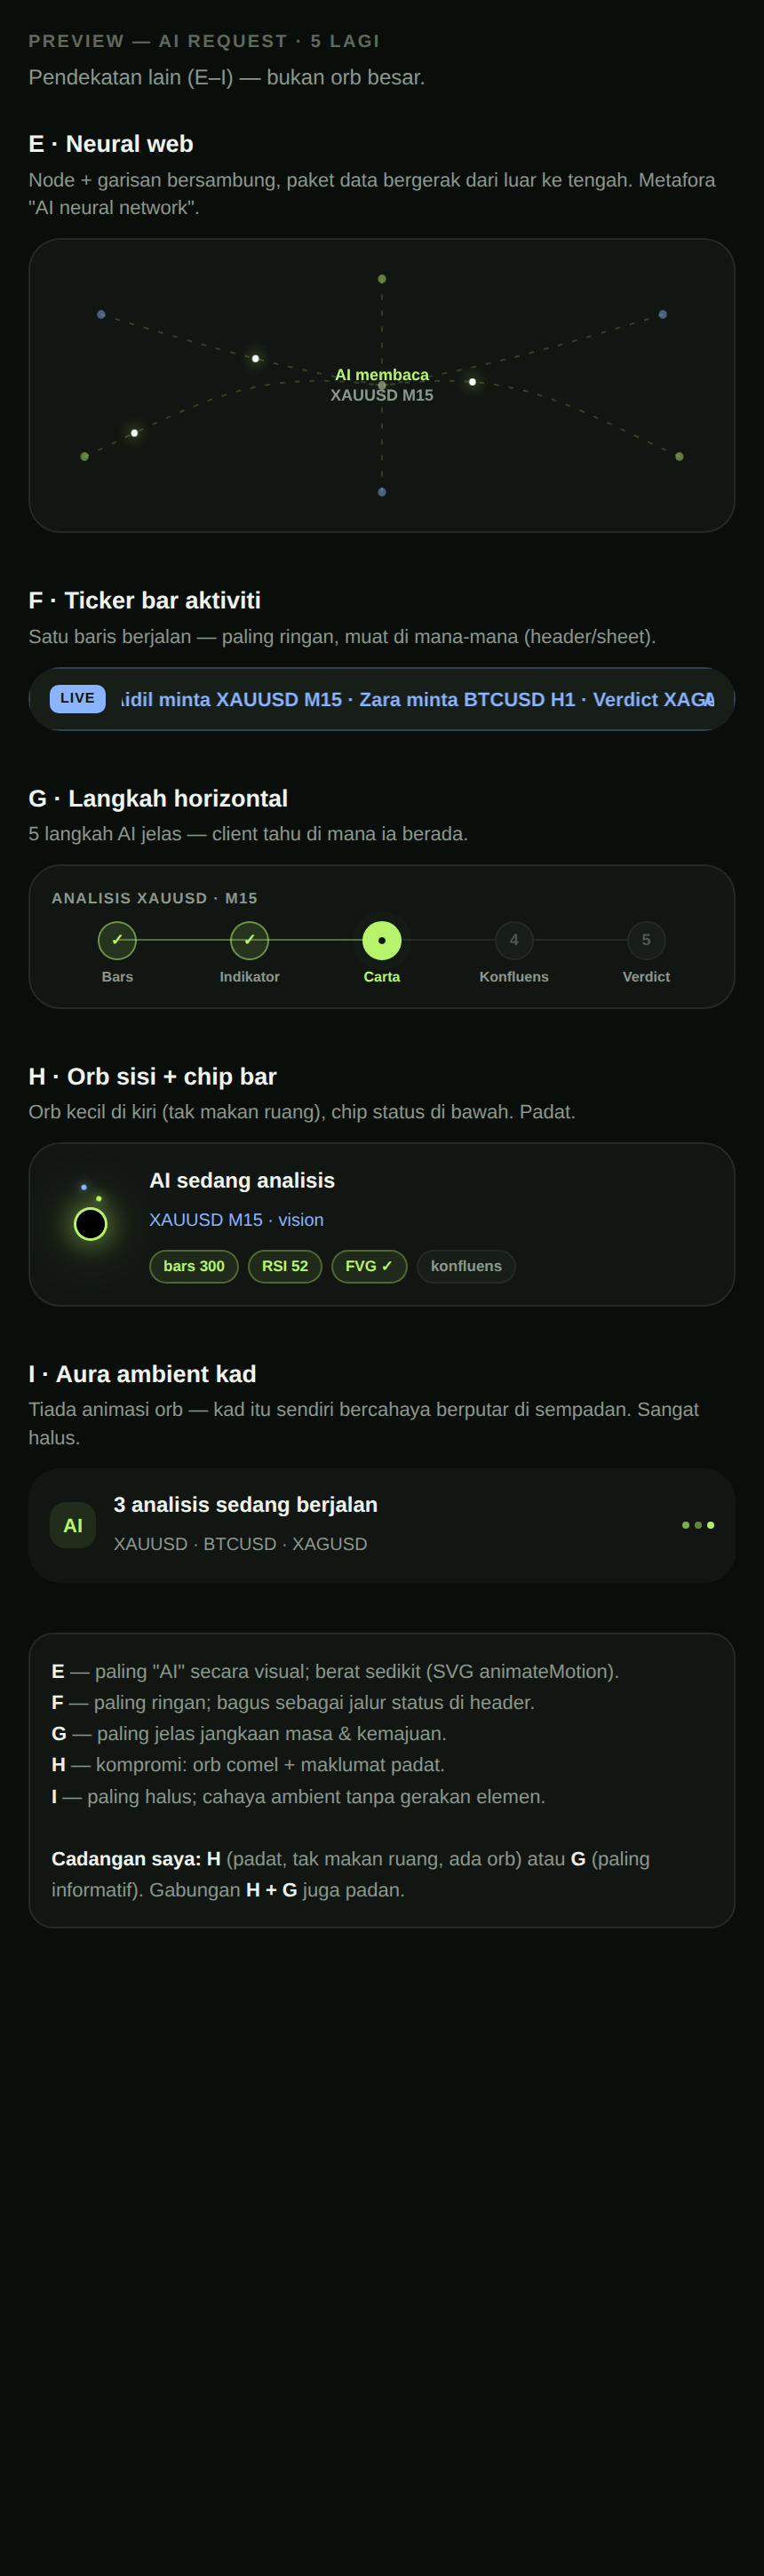 PREVIEW — AI REQUEST · 5 LAGI
Pendekatan lain (E–I) — bukan orb besar.
E · Neural web
Node + garisan bersambung, paket data bergerak dari luar ke tengah. Metafora
"AI neural network".
AI membaca
XAUUSD M15
F · Ticker bar aktiviti
Satu baris berjalan — paling ringan, muat di mana-mana (header/sheet).
LIVE
minta XAUUSD M15 · Zara minta BTCUSD H1 · Verdict
G · Langkah horizontal
5 langkah AI jelas — client tahu di mana ia berada.
ANALISIS XAUUSD · M15
✓ ✓ 4 5
Bars Indikator Carta Konfluens Verdict
H · Orb sisi + chip bar
Orb kecil di kiri (tak makan ruang), chip status di bawah. Padat.
AI sedang analisis
XAUUSD M15 · vision
bars 300 RSI 52 FVG ✓ konfluens
I · Aura ambient kad
Tiada animasi orb — kad itu sendiri bercahaya berputar di sempadan. Sangat
halus.
AI
3 analisis sedang berjalan
XAUUSD · BTCUSD · XAGUSD
E — paling "AI" secara visual; berat sedikit (SVG animateMotion).
F — paling ringan; bagus sebagai jalur status di header.
G — paling jelas jangkaan masa & kemajuan.
H — kompromi: orb comel + maklumat padat.
I — paling halus; cahaya ambient tanpa gerakan elemen.
Cadangan saya: H (padat, tak makan ruang, ada orb) atau G (paling
informatif). Gabungan H + G juga padan.